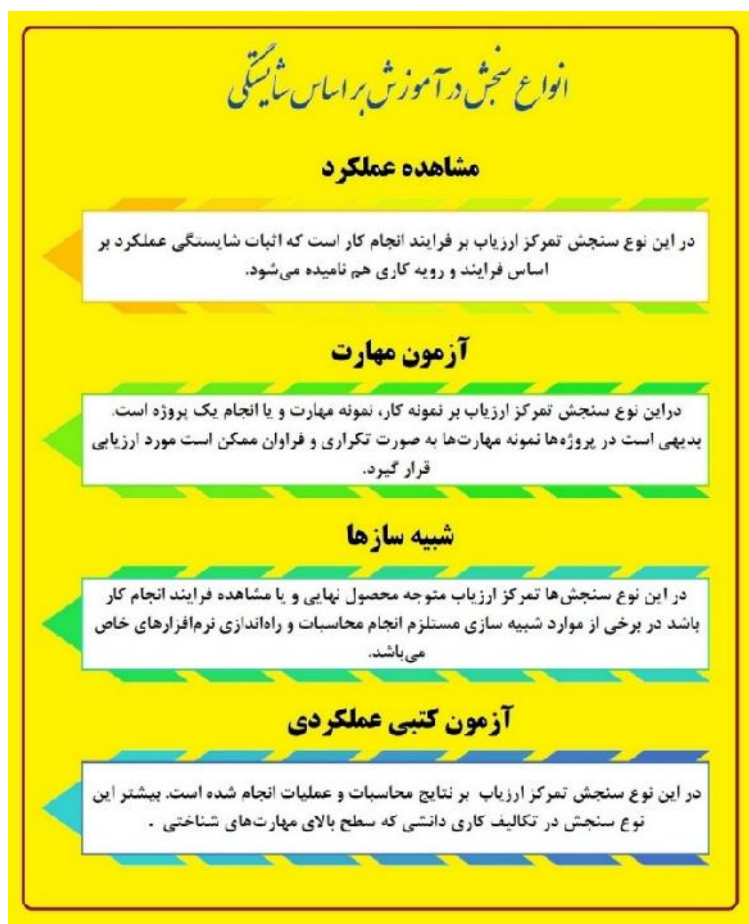 انواع سنجش در آموزش بر اساس شایستگی
مشاهده عملکرد
در این نوع سنجش تمرکز ارزیاب بر فرایند انجام کار است که اثبات شایستگی عملکرد بر
اساس فرایند و رویه کاری هم نامیده می‌شود.
آزمون مهارت
دراین نوع سنجش تمرکز ارزیاب بر نمونه کار، نمونه مهارت و یا انجام یک پروژه است.
بدیهی است در پروژه‌ها نمونه مهارت‌ها به صورت تکراری و فراوان ممکن است مورد ارزیابی
قرار گیرد.
شبیه سازها
در این نوع سنجش‌ها تمرکز ارزیاب متوجه محصول نهایی و یا مشاهده فرایند انجام کار
باشد در برخی از موارد شبیه سازی مستلزم انجام محاسبات و راه‌اندازی نرم‌افزارهای خاص
می‌باشد.
آزمون کتبی عملکردی
در این نوع سنجش تمرکز ارزیاب بر نتایج محاسبات و عملیات انجام شده است. بیشتر این
نوع سنجش در تکالیف کاری دانشی که سطح بالای مهارت‌های شناختی .